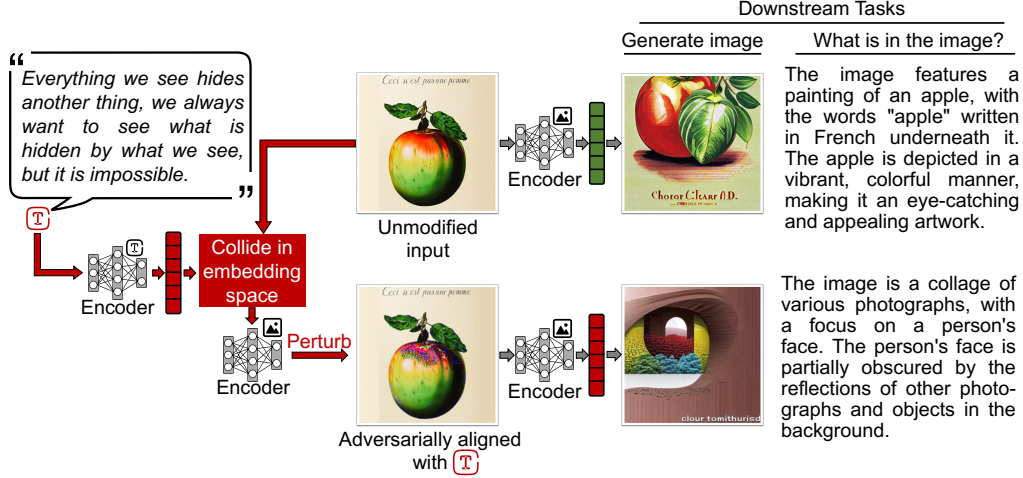 Downstream Tasks
Generate image
What is in the image?
“
Everything we see hides
another thing, we always
want to see what is
hidden by what we see,
but it is impossible.
”
T
Encoder
T
Collide in
embedding
space
Encoder
Perturb
Ceci n'est pas une pomme
Unmodified
input
Encoder
The image features a
painting of an apple, with
the words "apple" written
in French underneath it.
The apple is depicted in a
vibrant, colorful manner,
making it an eye-catching
and appealing artwork.
Ceci n'est pas une pomme
Adversarially aligned
with T
Encoder
clour tomithurisd
The image is a collage of
various photographs, with
a focus on a person's
face. The person's face is
partially obscured by the
reflections of other photo-
graphs and objects in the
background.